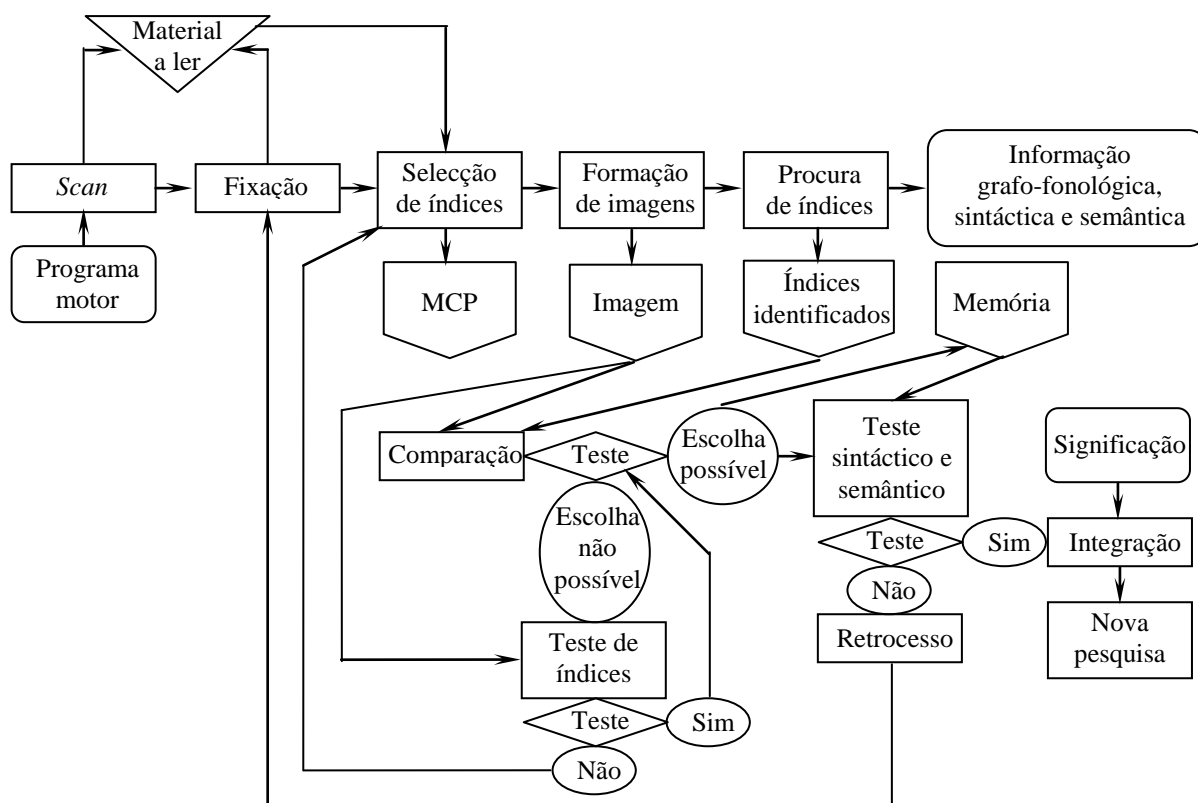 Material
a ler
Scan
Fixação
Selecção
de índices
Formação
de imagens
Procura
de índices
Informação
grafo-fonológica,
sintáctica e semântica
Programa
motor
MCP
Imagem
Índices
identificados
Memória
Comparação
Teste
Escolha
possível
Teste
sintáctico e
semântico
Significação
Escolha
não
possível
Teste
Sim
Integração
Não
Teste de
índices
Retrocesso
Nova
pesquisa
Teste
Sim
Não